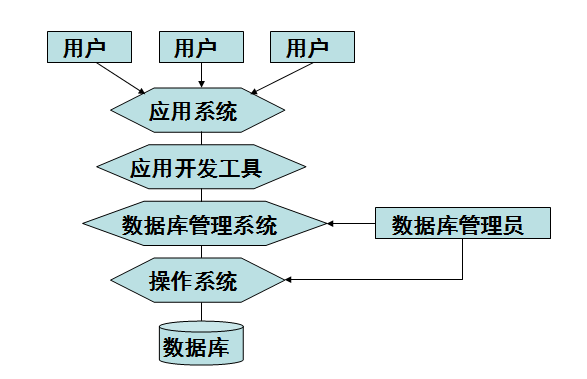 用户 用户 用户
应用系统
应用开发工具
数据库管理系统 数据库管理员
操作系统
数据库